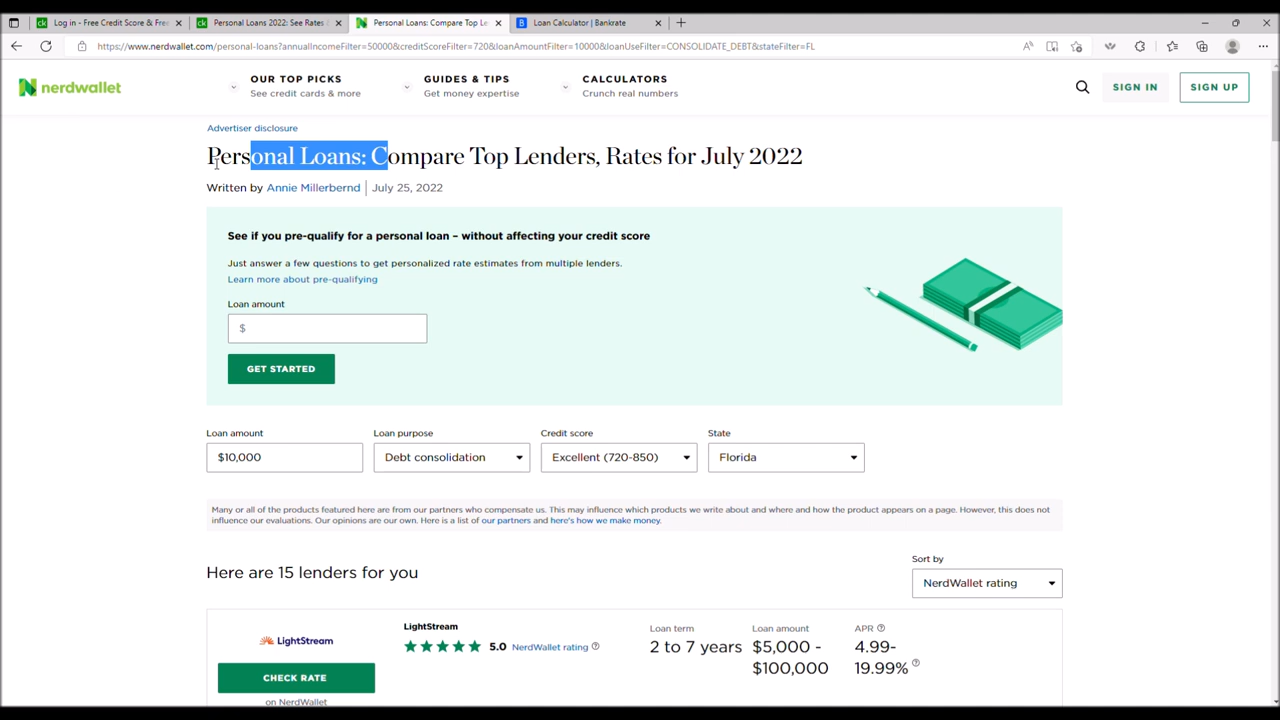 Log in - Free Credit Score & Free
Personal Loans 2022: See Rates
Personal Loans: Compare Top Le
Loan Calculator | Bankrate
https://www.nerdwallet.com/personal-loans?annualIncomeFilter=50000&creditScoreFilter=720&loanAmountFilter=10000&loanUseFilter=CONSOLIDATE_DEBT&stateFilter=FL
nerdwallet
OUR TOP PICKS
See credit cards & more
GUIDES & TIPS
Get money expertise
CALCULATORS
Crunch real numbers
SIGN IN
SIGN UP
Advertiser disclosure
Personal Loans: Compare Top Lenders, Rates for July 2022
Written by Annie Millerbernd | July 25, 2022
See if you pre-qualify for a personal loan – without affecting your credit score
Just answer a few questions to get personalized rate estimates from multiple lenders.
Learn more about pre-qualifying
Loan amount
$
GET STARTED
Loan amount
$10,000
Loan purpose
Debt consolidation
Credit score
Excellent (720-850)
State
Florida
Many or all of the products featured here are from our partners who compensate us. This may influence which products we write about and where and how the product appears on a page. However, this does not
influence our evaluations. Our opinions are our own. Here is a list of our partners and here's how we make money.
Here are 15 lenders for you
Sort by
NerdWallet rating
LightStream
CHECK RATE
on NerdWallet
LightStream
5.0 NerdWallet rating
Loan term
2 to 7 years
Loan amount
$5,000 -
$100,000
APR
4.99-
19.99%